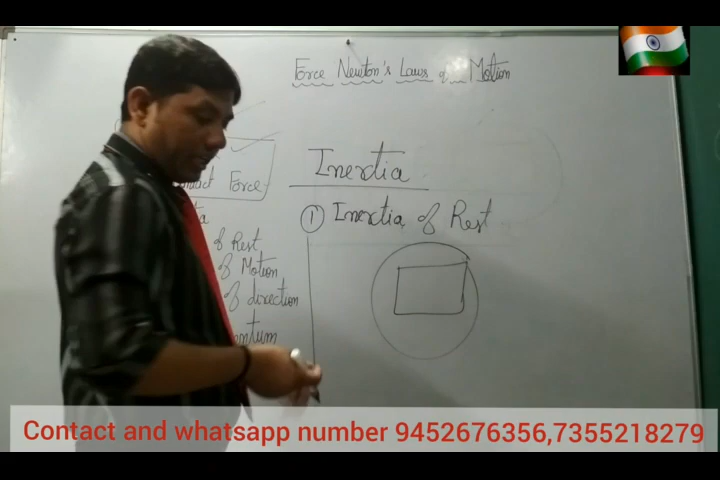 Force Newton's Laws of Motion
Force
of Rest
of Motion
of direction
Inertia
1 Inertia of Rest
Contact and whatsapp number 9452676356,7355218279